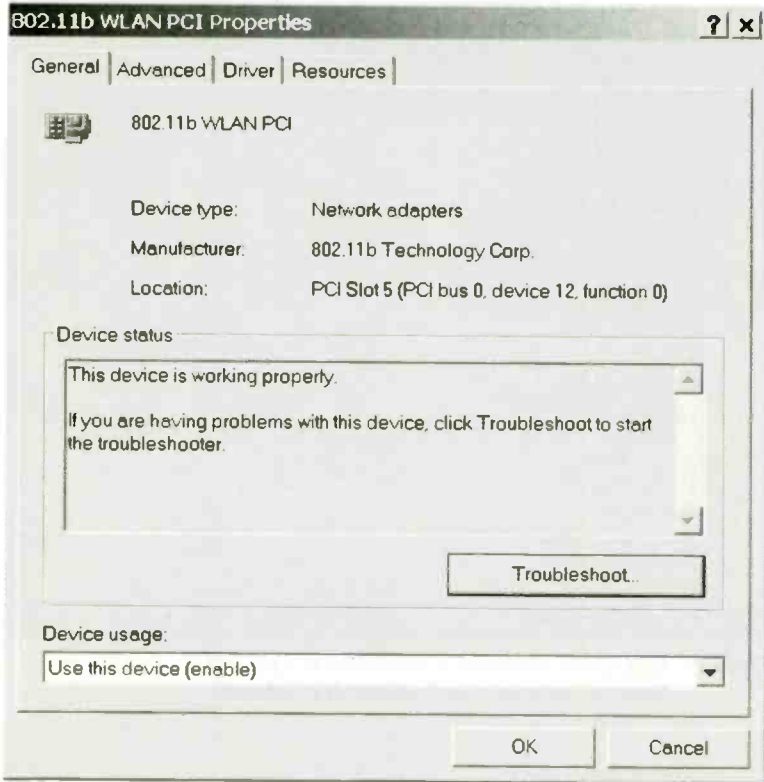 802.11b WLAN PCI Properties
? ×
General Advanced Driver Resources
802.11b WLAN PCI
Device type: Network adapters
Manufacturer: 802.11b Technology Corp.
Location: PCI Slot 5 (PCI bus 0, device 12, function 0)
Device status
This device is working properly.
If you are having problems with this device, click Troubleshoot to start
the troubleshooter.
Troubleshoot...
Device usage:
Use this device (enable)
OK Cancel